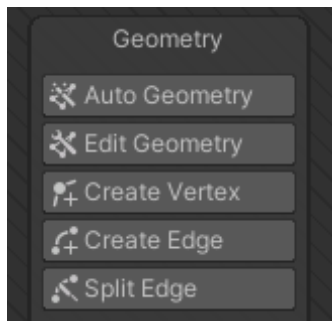 Geometry
Auto Geometry
Edit Geometry
Create Vertex
Create Edge
Split Edge